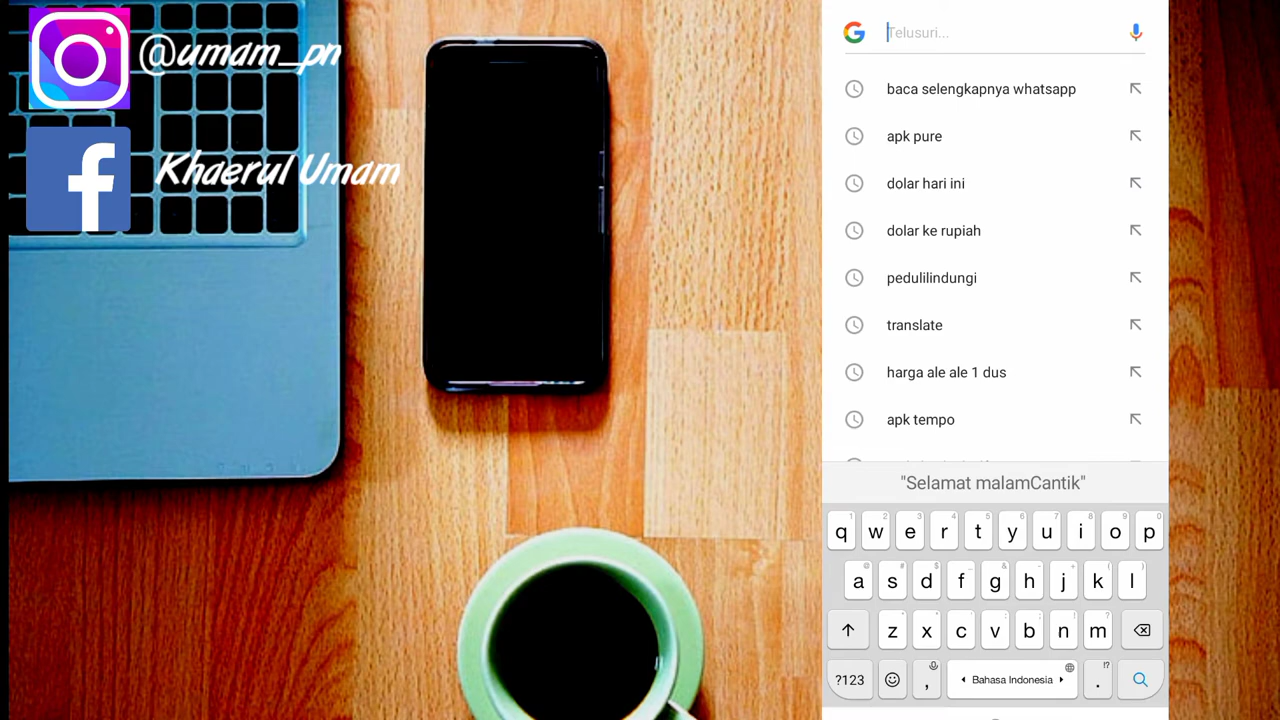 @umam_pn
Khaerul Umam
Telusuri...
baca selengkapnya whatsapp
apk pure
dolar hari ini
dolar ke rupiah
pedulilindungi
translate
harga ale ale 1 dus
apk tempo
"Selamat malamCantik"
q w e r t y u i o p
a s d f g h j k l
z x c v b n m
?123 , Bahasa Indonesia .